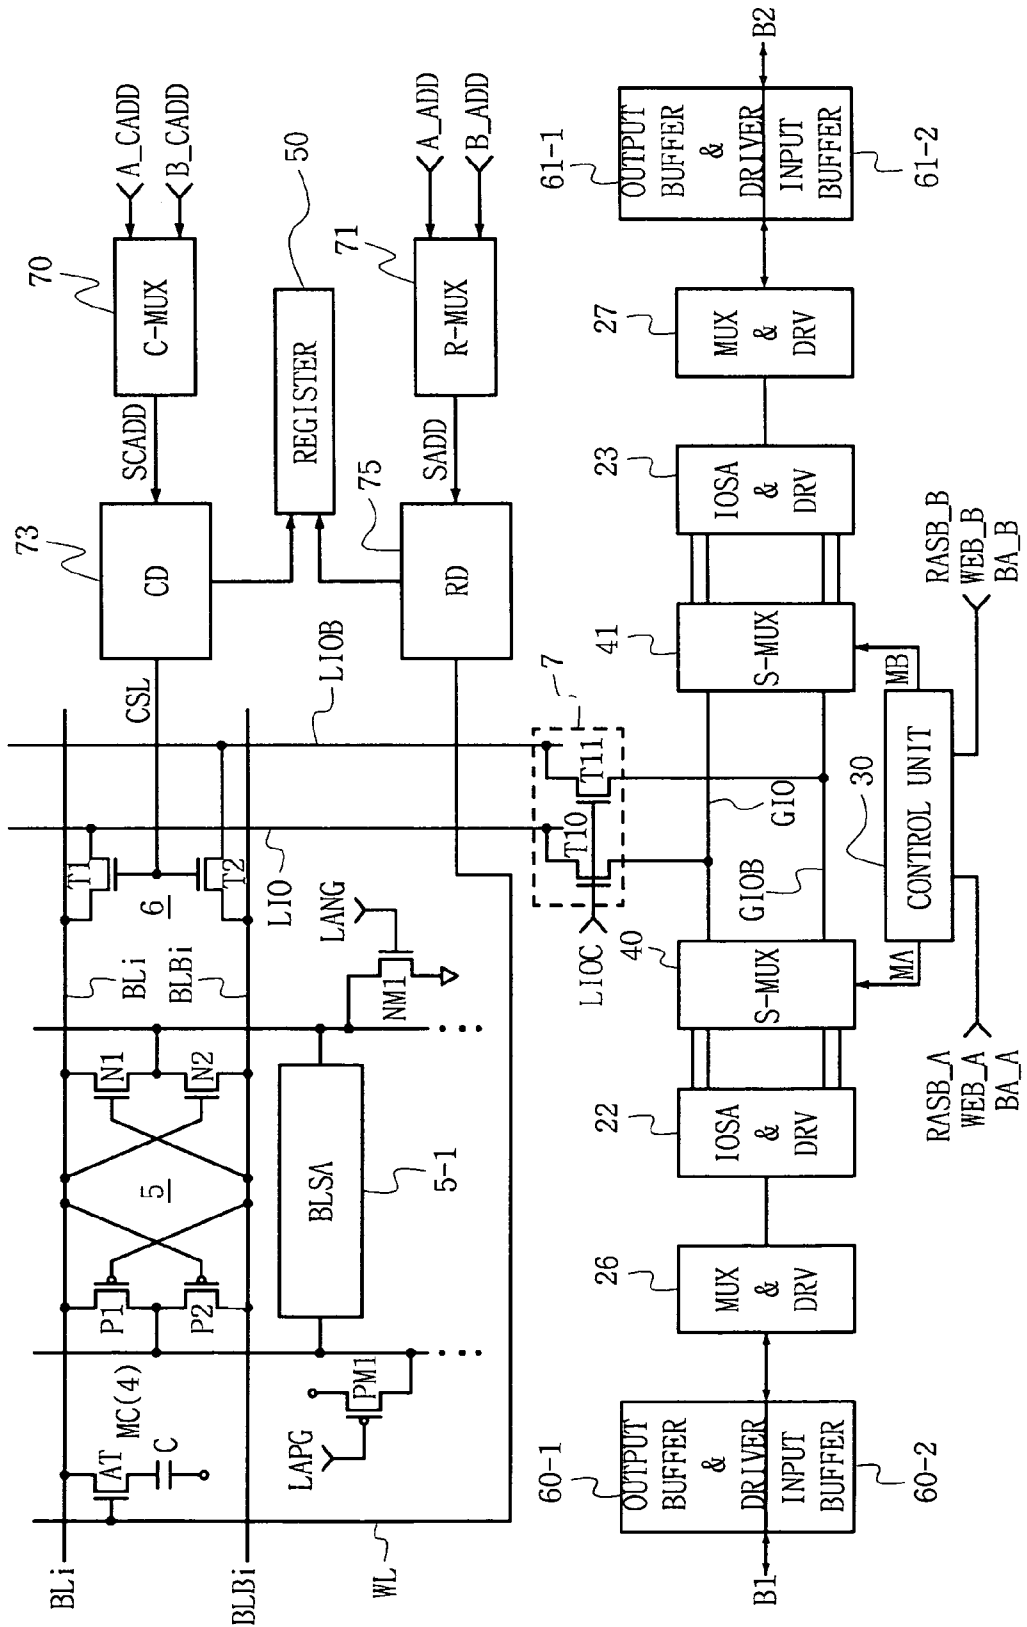 BLi
BLBi
WL
AT
MC(4)
C
P1
P2
5
N1
N2
BLi
BLBi
T1
6
T2
CSL
73
CD
SCADD
70
C-MUX
A_CADD
B_CADD
LAPG
PM1
BLSA
5-1
NM1
LANG
LIO
LIOB
REGISTER
50
75
RD
SADD
71
R-MUX
A_ADD
B_ADD
LIOC
T10
T11
7
60-1
OUTPUT
BUFFER
&
DRIVER
INPUT
BUFFER
60-2
B1
26
MUX
&
DRV
22
IOSA
&
DRV
40
S-MUX
GIO
GIOB
41
S-MUX
23
IOSA
&
DRV
27
MUX
&
DRV
61-1
OUTPUT
BUFFER
&
DRIVER
INPUT
BUFFER
61-2
B2
MA
30
CONTROL UNIT
MB
RASB_A
WEB_A
BA_A
RASB_B
WEB_B
BA_B